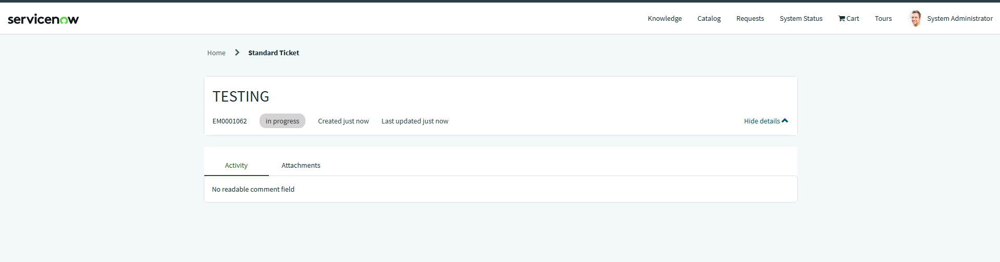 servicenow
Knowledge Catalog Requests System Status Cart Tours System Administrator
Home Standard Ticket
TESTING
EM0001062 in progress Created just now Last updated just now Hide details
Activity Attachments
No readable comment field